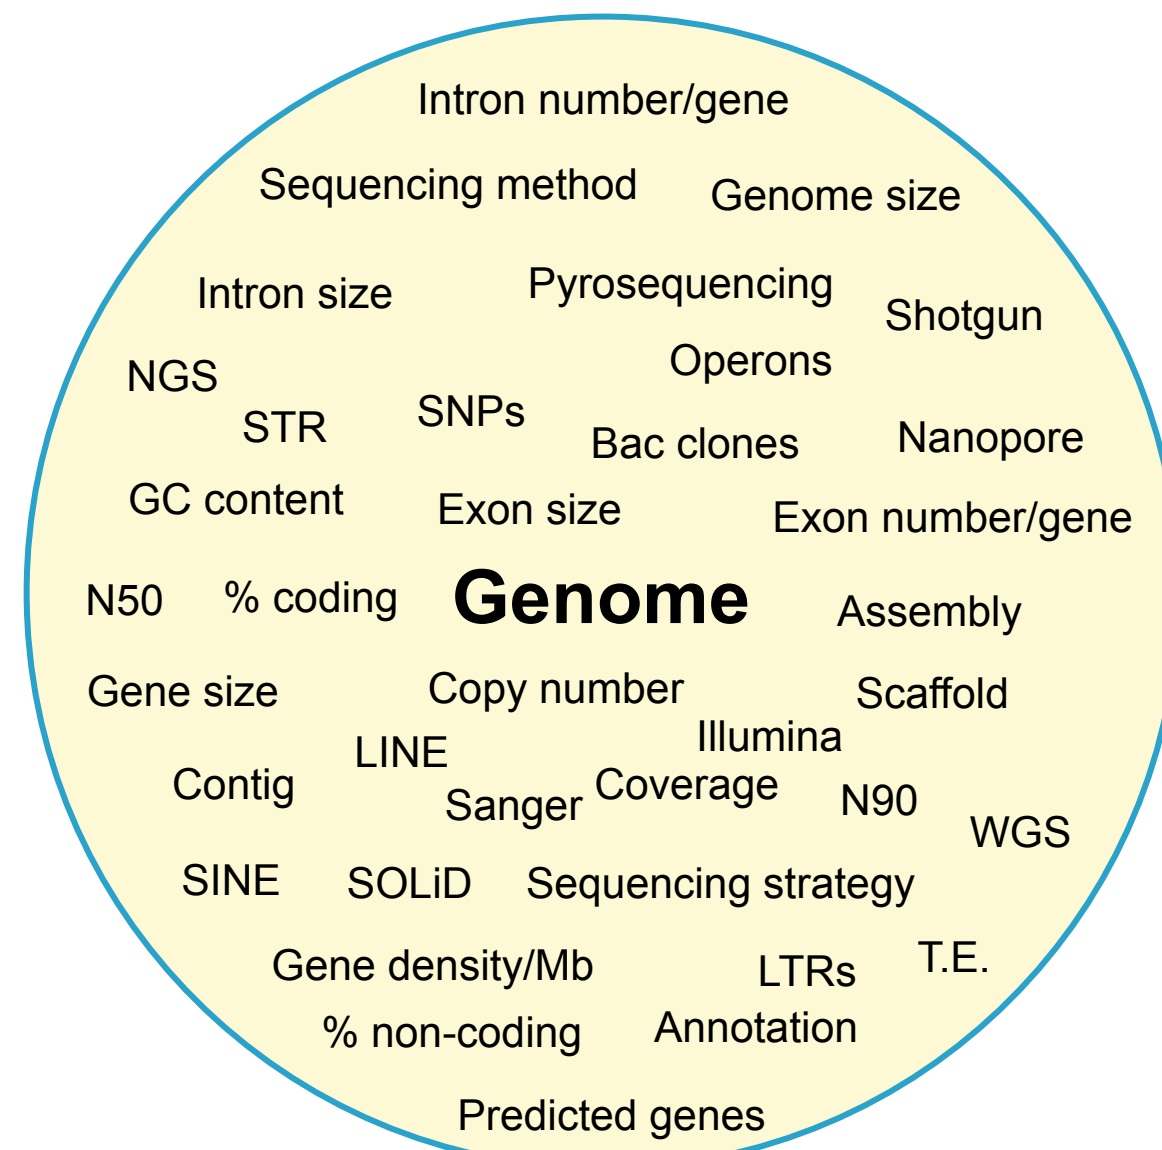 Intron number/gene
Sequencing method
Genome size
Intron size
Pyrosequencing
Shotgun
Operons
NGS
SNPs
STR
Bac clones
Nanopore
GC content
Exon size
Exon number/gene
N50
% coding
Genome
Assembly
Gene size
Copy number
Scaffold
Illumina
LINE
Contig
Coverage
Sanger
N90
WGS
SINE
SOLiD
Sequencing strategy
Gene density/Mb
LTRs
T.E.
% non-coding
Annotation
Predicted genes